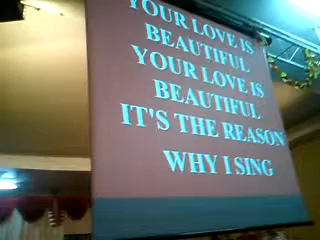 YOUR LOVE IS
BEAUTIFUL
YOUR LOVE IS
BEAUTIFUL
IT'S THE REASON
WHY I SING